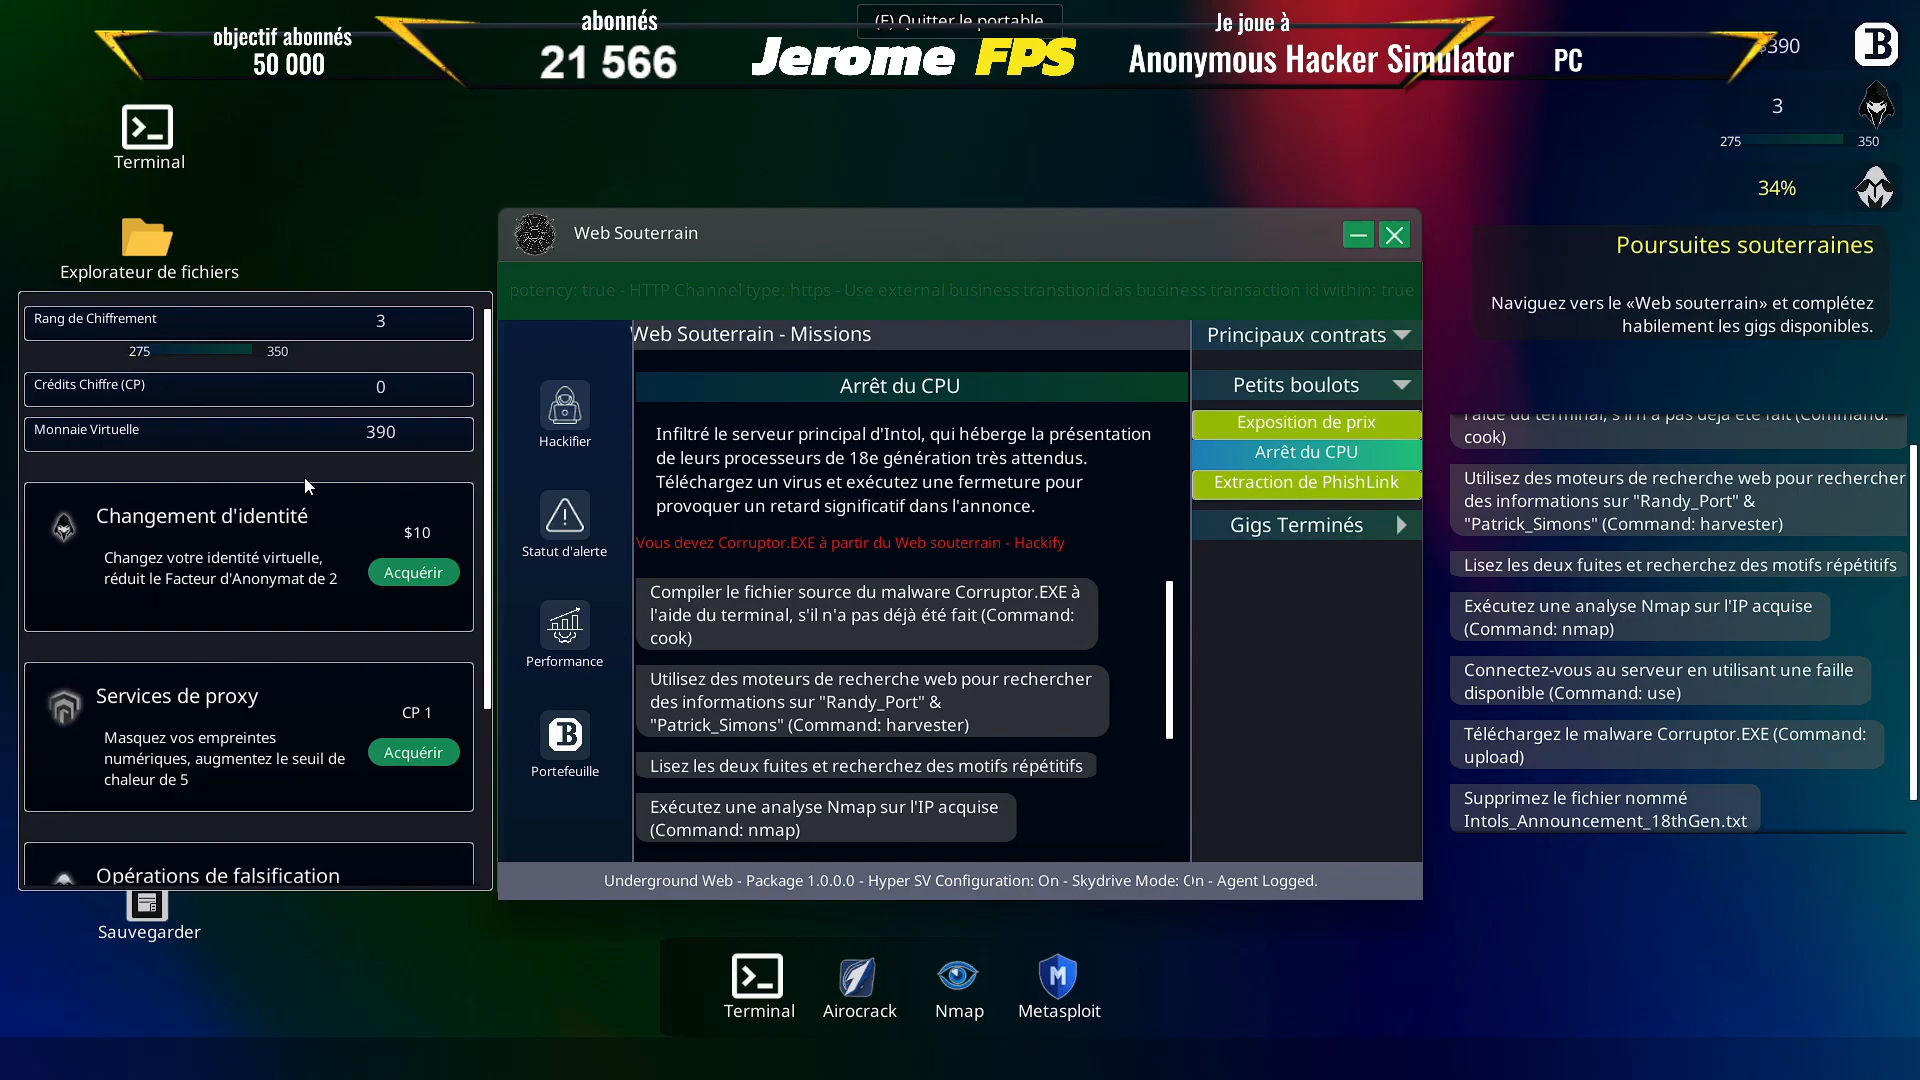 (E) Quitter le portable
objectif abonnés
50 000
abonnés
21 566
Jerome FPS
Je joue à
Anonymous Hacker Simulator
PC
390
3
275
350
34%
Terminal
Explorateur de fichiers
Rang de Chiffrement
3
275
350
Crédits Chiffre (CP)
0
Monnaie Virtuelle
390
Changement d'identité
$10
Changez votre identité virtuelle,
réduit le Facteur d'Anonymat de 2
Acquérir
Services de proxy
CP 1
Masquez vos empreintes
numériques, augmentez le seuil de
chaleur de 5
Acquérir
Opérations de falsification
Sauvegarder
Web Souterrain
potency: true - HTTP Channel type: https - Use external business transtionid as business transaction id within: true
Hackifier
Statut d'alerte
Performance
Portefeuille
Web Souterrain - Missions
Arrêt du CPU
Infiltré le serveur principal d'Intol, qui héberge la présentation
de leurs processeurs de 18e génération très attendus.
Téléchargez un virus et exécutez une fermeture pour
provoquer un retard significatif dans l'annonce.
Vous devez Corruptor.EXE à partir du Web souterrain - Hackify
Compiler le fichier source du malware Corruptor.EXE à
l'aide du terminal, s'il n'a pas déjà été fait (Command:
cook)
Utilisez des moteurs de recherche web pour rechercher
des informations sur "Randy_Port" &
"Patrick_Simons" (Command: harvester)
Lisez les deux fuites et recherchez des motifs répétitifs
Exécutez une analyse Nmap sur l'IP acquise
(Command: nmap)
Principaux contrats
Petits boulots
Exposition de prix
Arrêt du CPU
Extraction de PhishLink
Gigs Terminés
Underground Web - Package 1.0.0.0 - Hyper SV Configuration: On - Skydrive Mode: On - Agent Logged.
Poursuites souterraines
Naviguez vers le «Web souterrain» et complétez
habilement les gigs disponibles.
l'aide du terminal, s'il n'a pas déjà été fait (Command:
cook)
Utilisez des moteurs de recherche web pour rechercher
des informations sur "Randy_Port" &
"Patrick_Simons" (Command: harvester)
Lisez les deux fuites et recherchez des motifs répétitifs
Exécutez une analyse Nmap sur l'IP acquise
(Command: nmap)
Connectez-vous au serveur en utilisant une faille
disponible (Command: use)
Téléchargez le malware Corruptor.EXE (Command:
upload)
Supprimez le fichier nommé
Intols_Announcement_18thGen.txt
Terminal
Airocrack
Nmap
Metasploit